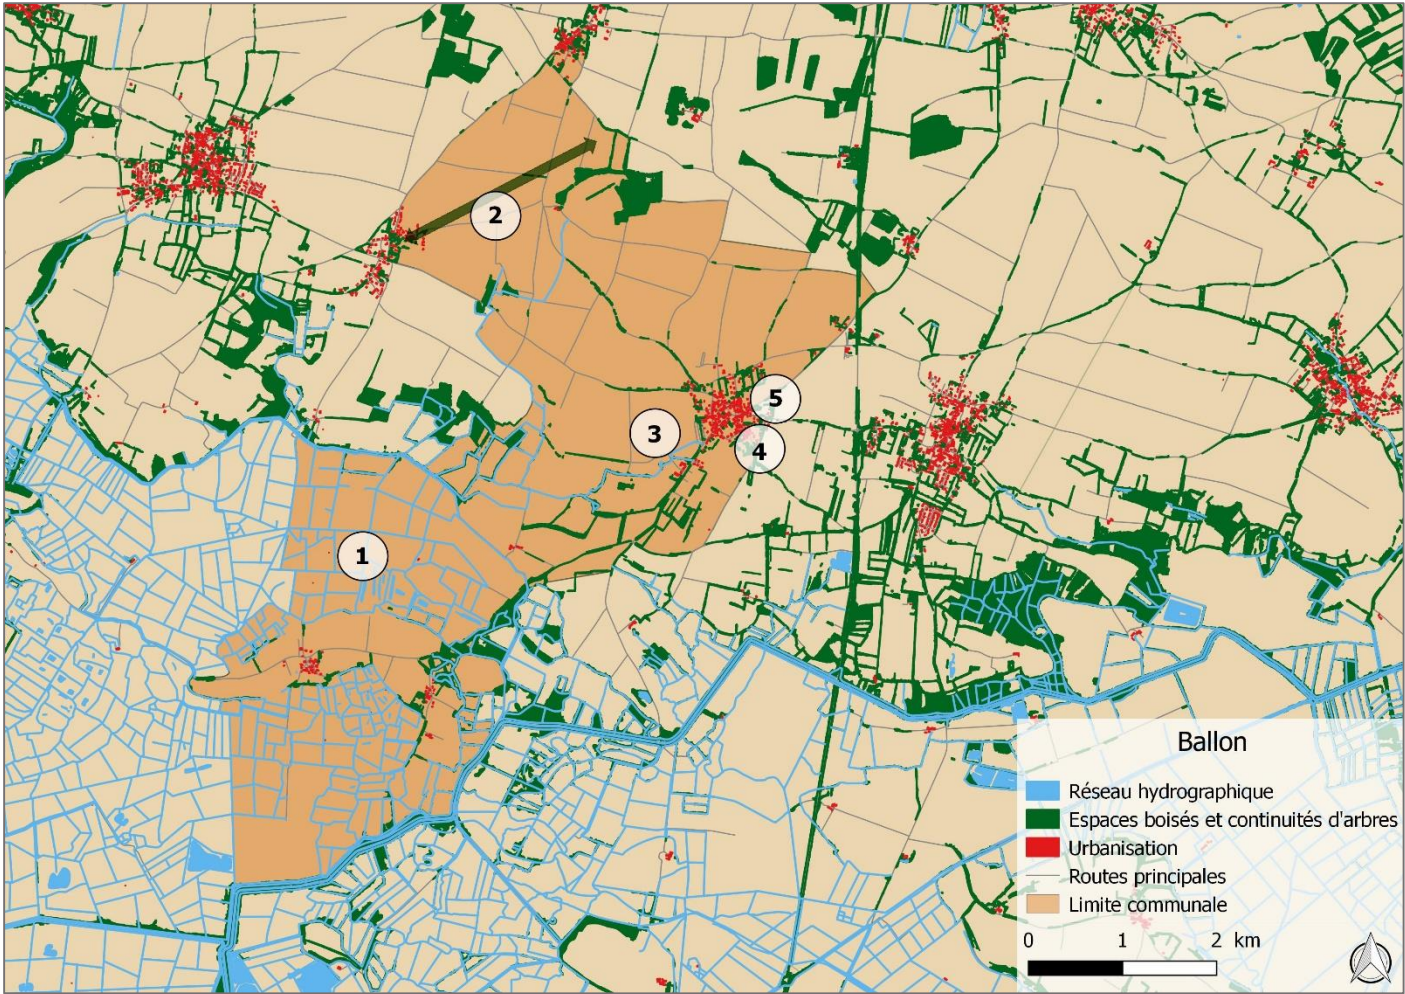 2
5
3
4
1
Ballon
Réseau hydrographique
Espaces boisés et continuités d'arbres
Urbanisation
Routes principales
Limite communale
0 1 2 km